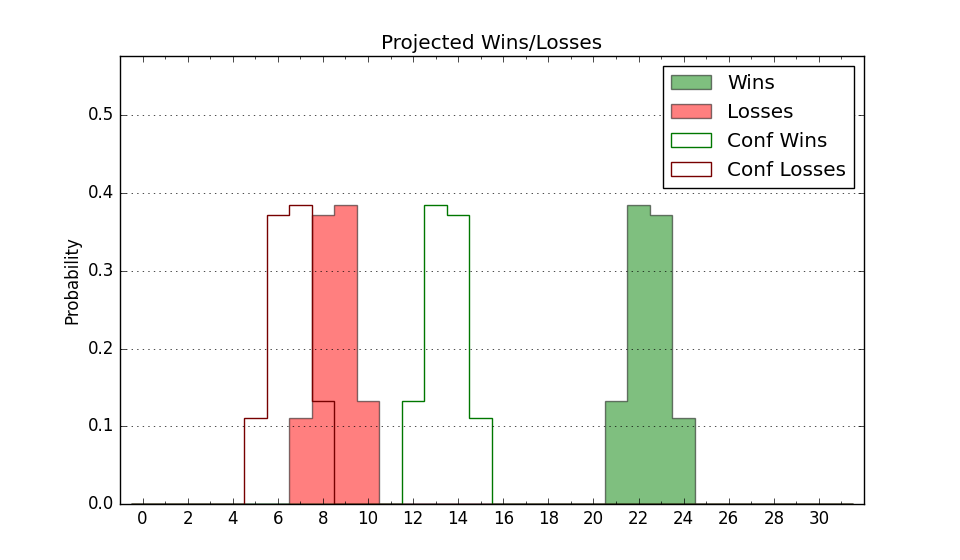 Projected Wins/Losses
Wins
Losses
Conf Wins
Conf Losses
Probability
0.5
0.4
0.3
0.2
0.1
0.0
0 2 4 6 8 10 12 14 16 18 20 22 24 26 28 30